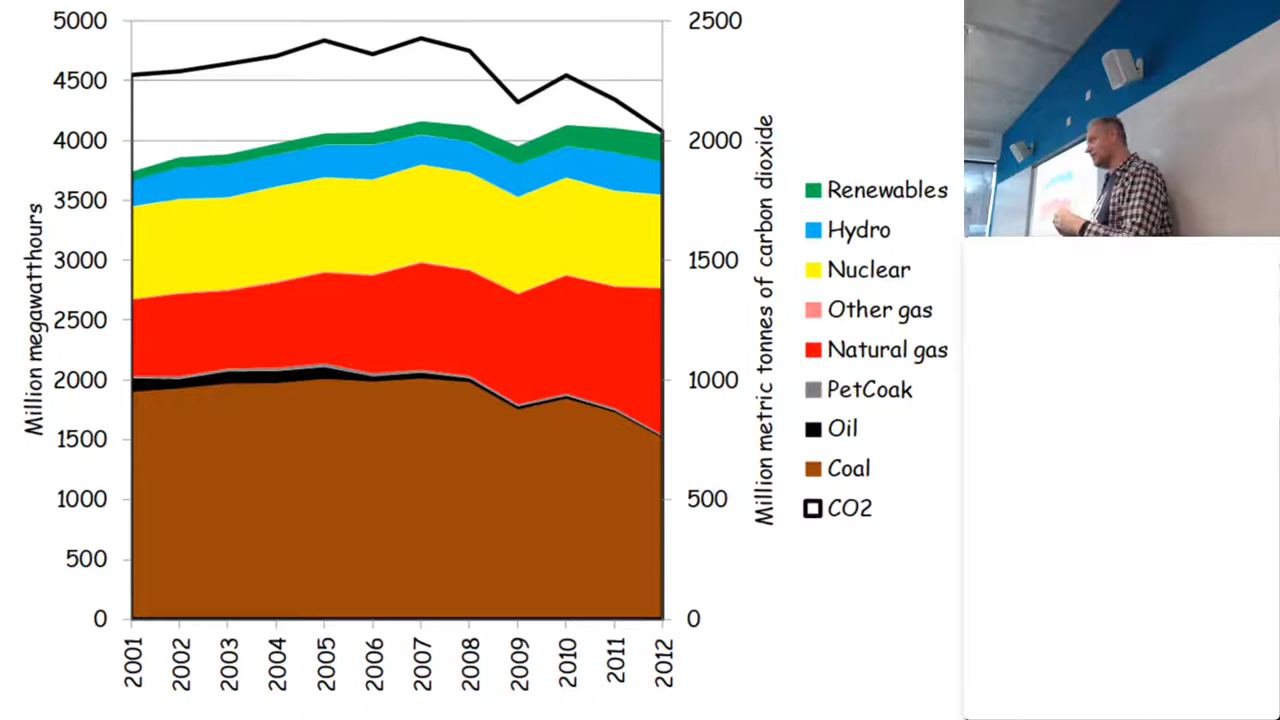 5000
4500
4000
3500
3000
2500
2000
1500
1000
500
0
Million megawatthours
2001
2002
2003
2004
2005
2006
2007
2008
2009
2010
2011
2012
2500
2000
1500
1000
500
0
Million metric tonnes of carbon dioxide
Renewables
Hydro
Nuclear
Other gas
Natural gas
PetCoak
Oil
Coal
CO2